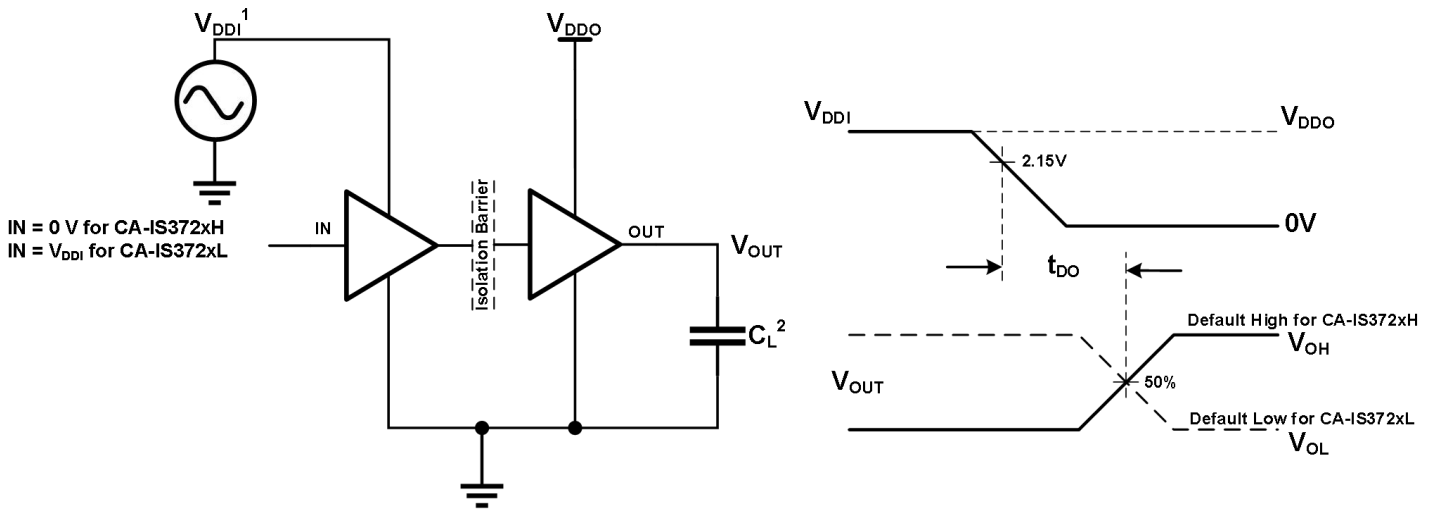 VDDI1
VDDO
IN = 0 V for CA-IS372xH
IN = VDDI for CA-IS372xL
IN
Isolation Barrier
OUT
VOUT
CL2
VDDI
VDDO
2.15V
0V
tDO
Default High for CA-IS372xH
VOH
VOUT
50%
Default Low for CA-IS372xL
VOL